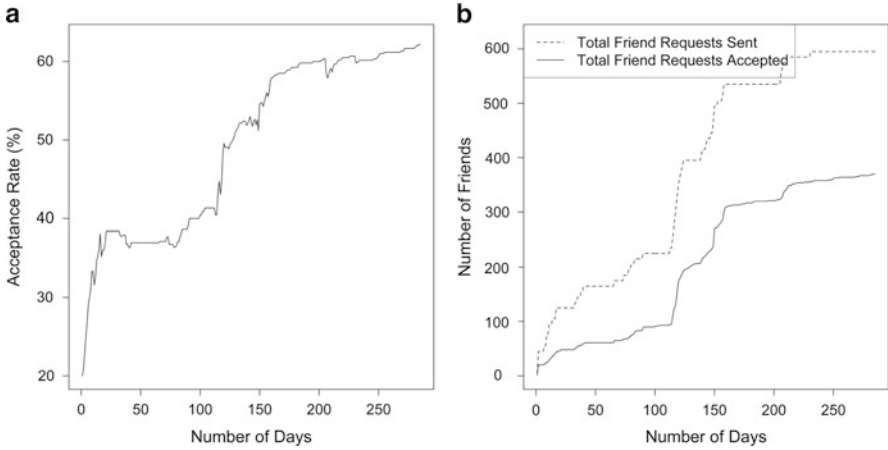 a
60
50
40
30
20
Acceptance Rate (%)
0 50 100 150 200 250
Number of Days
b
Total Friend Requests Sent
Total Friend Requests Accepted
600
500
400
300
200
100
0
Number of Friends
0 50 100 150 200 250
Number of Days